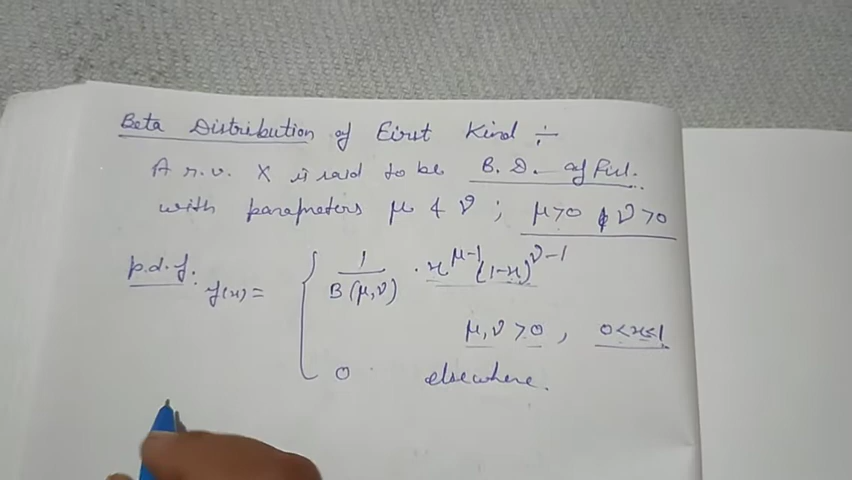 Beta Distribution of First Kind :-
A r.v. X is said to be B.D. of
with parameters μ & ν ; μ>0 & ν>0
p.d.f. f(x) = { 1/B(μ,ν) · x^{μ-1} (1-x)^{ν-1}
μ,ν >0 , 0<x<1
0 elsewhere.